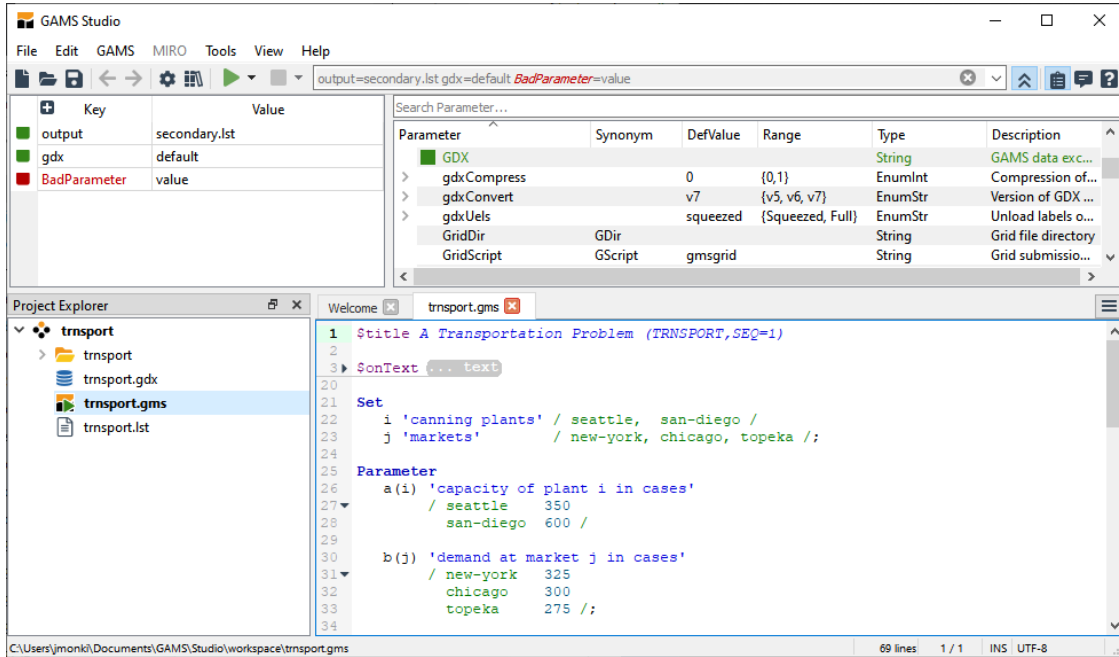 GAMS Studio
File Edit GAMS MIRO Tools View Help
output=secondary.lst gdx=default BadParameter=value
Key Value
output secondary.lst
gdx default
BadParameter value
Search Parameter...
Parameter Synonym DefValue Range Type Description
GDX String GAMS data exc...
gdxCompress 0 {0,1} EnumInt Compression of...
gdxConvert v7 {v5, v6, v7} EnumStr Version of GDX ...
gdxUels squeezed {Squeezed, Full} EnumStr Unload labels o...
GridDir GDir String Grid file directory
GridScript GScript gmsgrid String Grid submissio...
Project Explorer
trnsport
trnsport
trnsport.gdx
trnsport.gms
trnsport.lst
Welcome trnsport.gms
1 $title A Transportation Problem (TRNSPORT,SEQ=1)
2
3 $onText ... text
20
21 Set
22 i 'canning plants' / seattle, san-diego /
23 j 'markets' / new-york, chicago, topeka /;
24
25 Parameter
26 a(i) 'capacity of plant i in cases'
27 / seattle 350
28 san-diego 600 /
29
30 b(j) 'demand at market j in cases'
31 / new-york 325
32 chicago 300
33 topeka 275 /;
34
C:\Users\jmonki\Documents\GAMS\Studio\workspace\trnsport.gms 69 lines 1 / 1 INS UTF-8